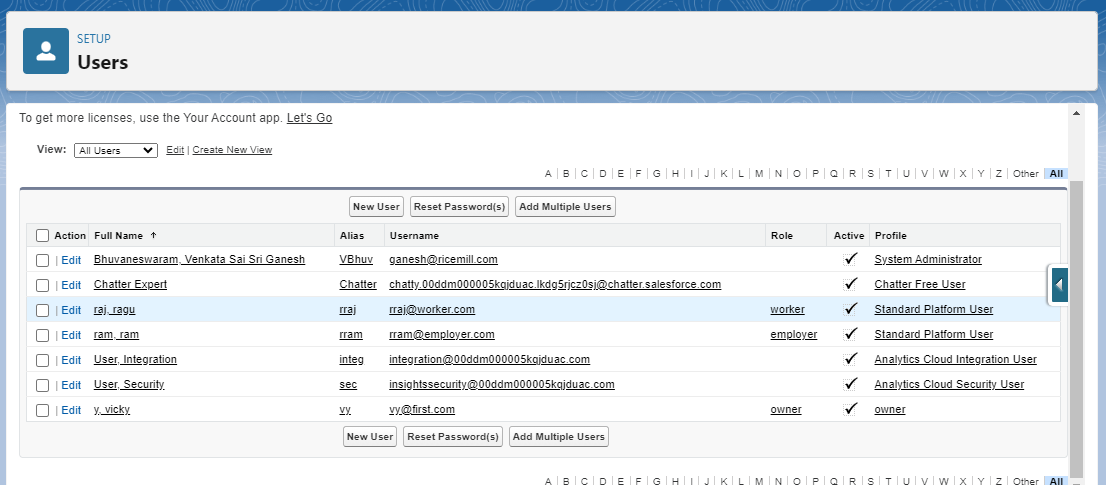 SETUP
Users
To get more licenses, use the Your Account app. Let's Go
View: All Users Edit | Create New View
A | B | C | D | E | F | G | H | I | J | K | L | M | N | O | P | Q | R | S | T | U | V | W | X | Y | Z | Other | All
New User Reset Password(s) Add Multiple Users
Action Full Name ↑ Alias Username Role Active Profile
| Edit Bhuvaneswaram, Venkata Sai Sri Ganesh VBhuv ganesh@ricemill.com ✓ System Administrator
| Edit Chatter Expert Chatter chatty.00ddm000005kqjduac.lkdg5rjcz0sj@chatter.salesforce.com ✓ Chatter Free User
| Edit raj, ragu rraj rraj@worker.com worker ✓ Standard Platform User
| Edit ram, ram rram rram@employer.com employer ✓ Standard Platform User
| Edit User, Integration integ integration@00ddm000005kqjduac.com ✓ Analytics Cloud Integration User
| Edit User, Security sec insightssecurity@00ddm000005kqjduac.com ✓ Analytics Cloud Security User
| Edit y, vicky vy vy@first.com owner ✓ owner
New User Reset Password(s) Add Multiple Users
A | B | C | D | E | F | G | H | I | J | K | L | M | N | O | P | Q | R | S | T | U | V | W | X | Y | Z | Other | All